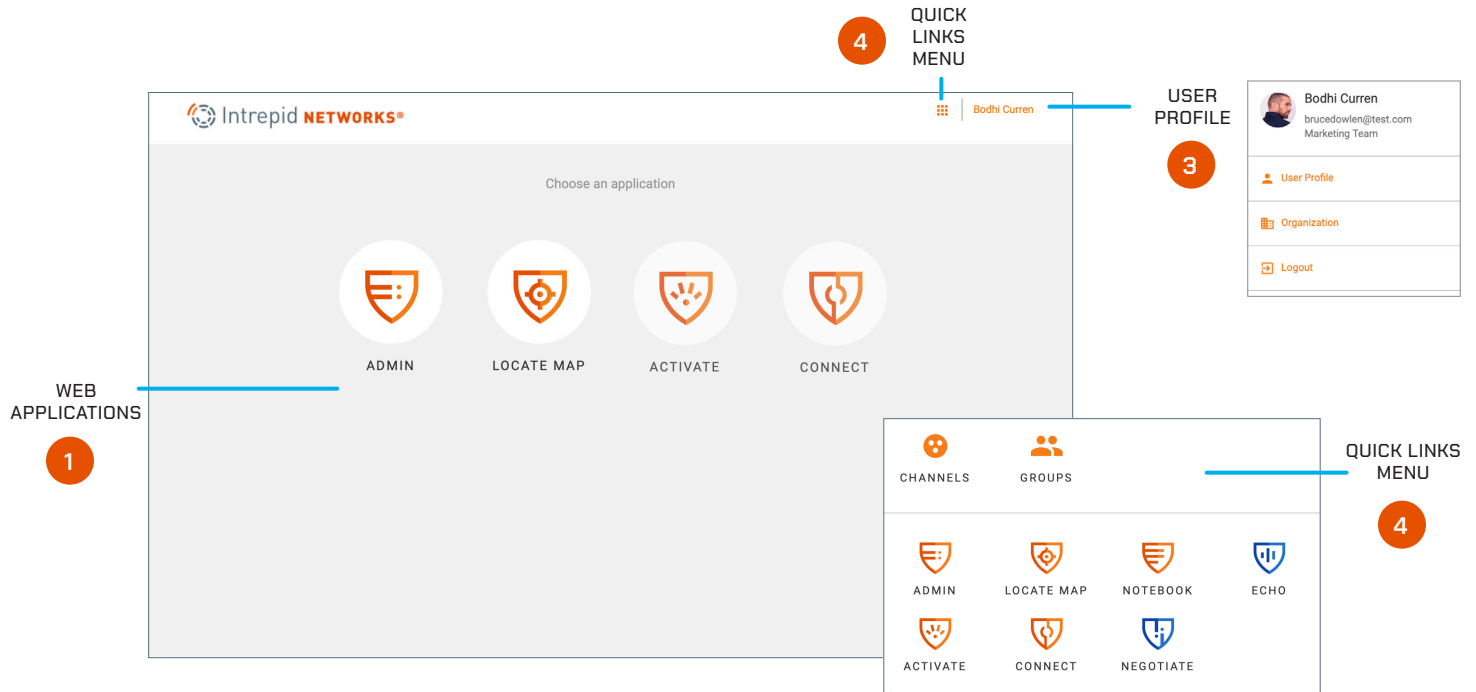 QUICK
LINKS
MENU
4
Intrepid NETWORKS®
Bodhi Curren
USER
PROFILE
3
Bodhi Curren
brucedowlen@test.com
Marketing Team
User Profile
Organization
Logout
Choose an application
ADMIN
LOCATE MAP
ACTIVATE
CONNECT
WEB
APPLICATIONS
1
CHANNELS
GROUPS
QUICK LINKS
MENU
4
ADMIN
LOCATE MAP
NOTEBOOK
ECHO
ACTIVATE
CONNECT
NEGOTIATE